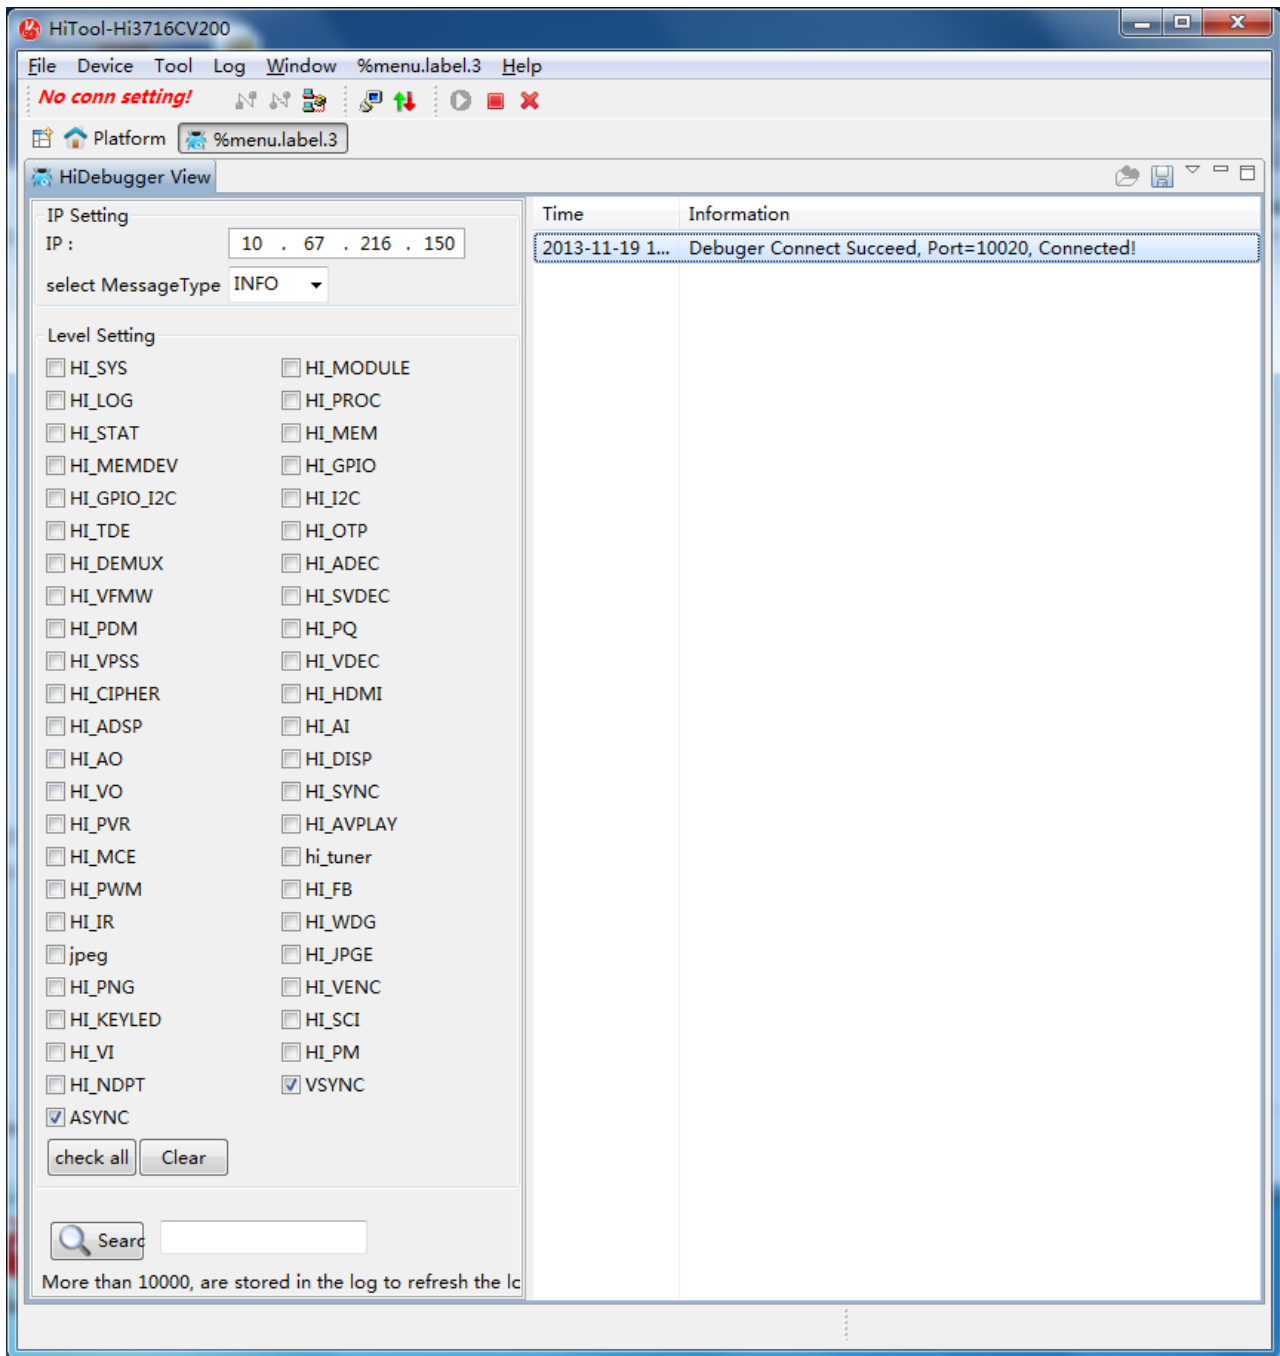 HiTool-Hi3716CV200
File Device Tool Log Window %menu.label.3 Help
No conn setting!
Platform %menu.label.3
HiDebugger View
IP Setting
IP : 10 . 67 . 216 . 150
select MessageType INFO
Level Setting
HI_SYS HI_MODULE
HI_LOG HI_PROC
HI_STAT HI_MEM
HI_MEMDEV HI_GPIO
HI_GPIO_I2C HI_I2C
HI_TDE HI_OTP
HI_DEMUX HI_ADEC
HI_VFMW HI_SVDEC
HI_PDM HI_PQ
HI_VPSS HI_VDEC
HI_CIPHER HI_HDMI
HI_ADSP HI_AI
HI_AO HI_DISP
HI_VO HI_SYNC
HI_PVR HI_AVPLAY
HI_MCE hi_tuner
HI_PWM HI_FB
HI_IR HI_WDG
jpeg HI_JPGE
HI_PNG HI_VENC
HI_KEYLED HI_SCI
HI_VI HI_PM
HI_NDPT VSYNC
ASYNC
check all Clear
Searc
More than 10000, are stored in the log to refresh the lc
Time Information
2013-11-19 1... Debuger Connect Succeed, Port=10020, Connected!